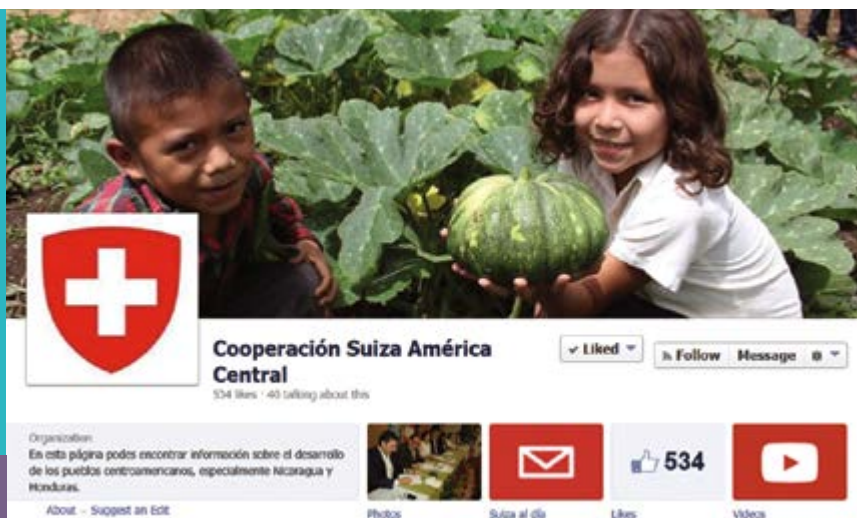 Cooperación Suiza América
Central
534 likes · 40 talking about this
✓ Liked
Follow
Message
Organization
En esta página podes encontrar información sobre el desarrollo
de los pueblos centroamericanos, especialmente Nicaragua y
Honduras.
About – Suggest an Edit
534
Photos
Suiza al día
Likes
Videos